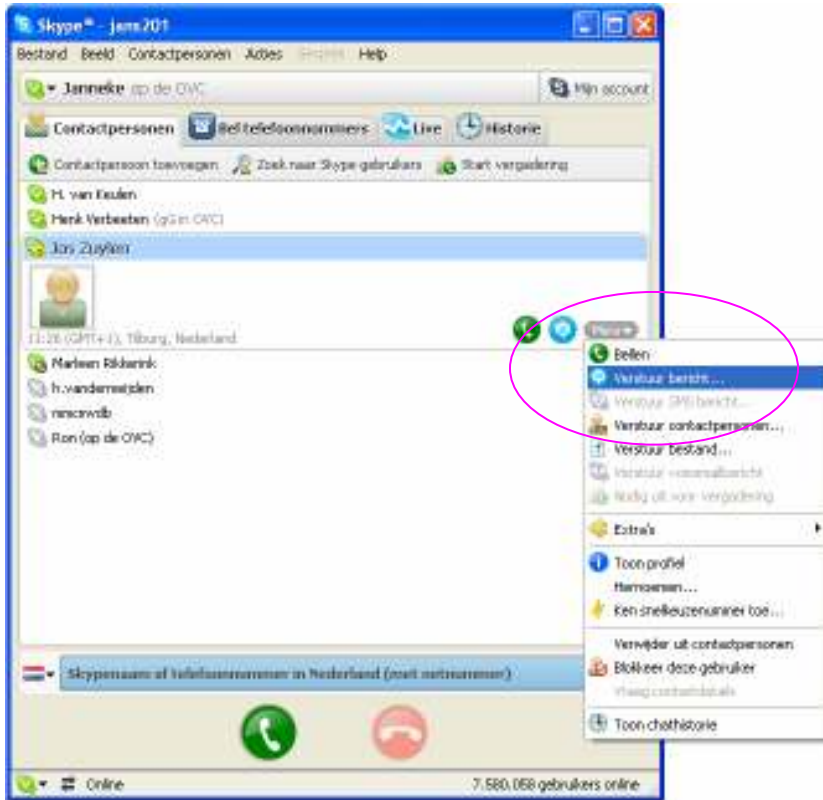 Skype™ - jans201
Bestand Beeld Contactpersonen Acties Help
Janneke op de OVC
Mijn account
Contactpersonen Bel telefoonnummers Live Historie
Contactpersoon toevoegen Zoek naar Skype gebruikers Start vergadering
H. van Keulen
Henk Verbeeten (gGin OVC)
Jos Zuylen
(GMT+1), Tilburg, Nederland
Marleen Rikkerink
h.vandermeijden
Ron (op de OVC)
Bellen
Verstuur bericht...
Verstuur SMS bericht...
Verstuur contactpersonen...
Verstuur bestand...
Verstuur voicemailbericht
Nodig uit voor vergadering
Extra's
Toon profiel
Hernoemen...
Ken snelkeuzenummer toe...
Verwijder uit contactpersonen
Blokkeer deze gebruiker
Vraag contactdetails
Toon chathistorie
Skypenaam of telefoonnummer in Nederland (met netnummer)
Online
7.580.058 gebruikers online